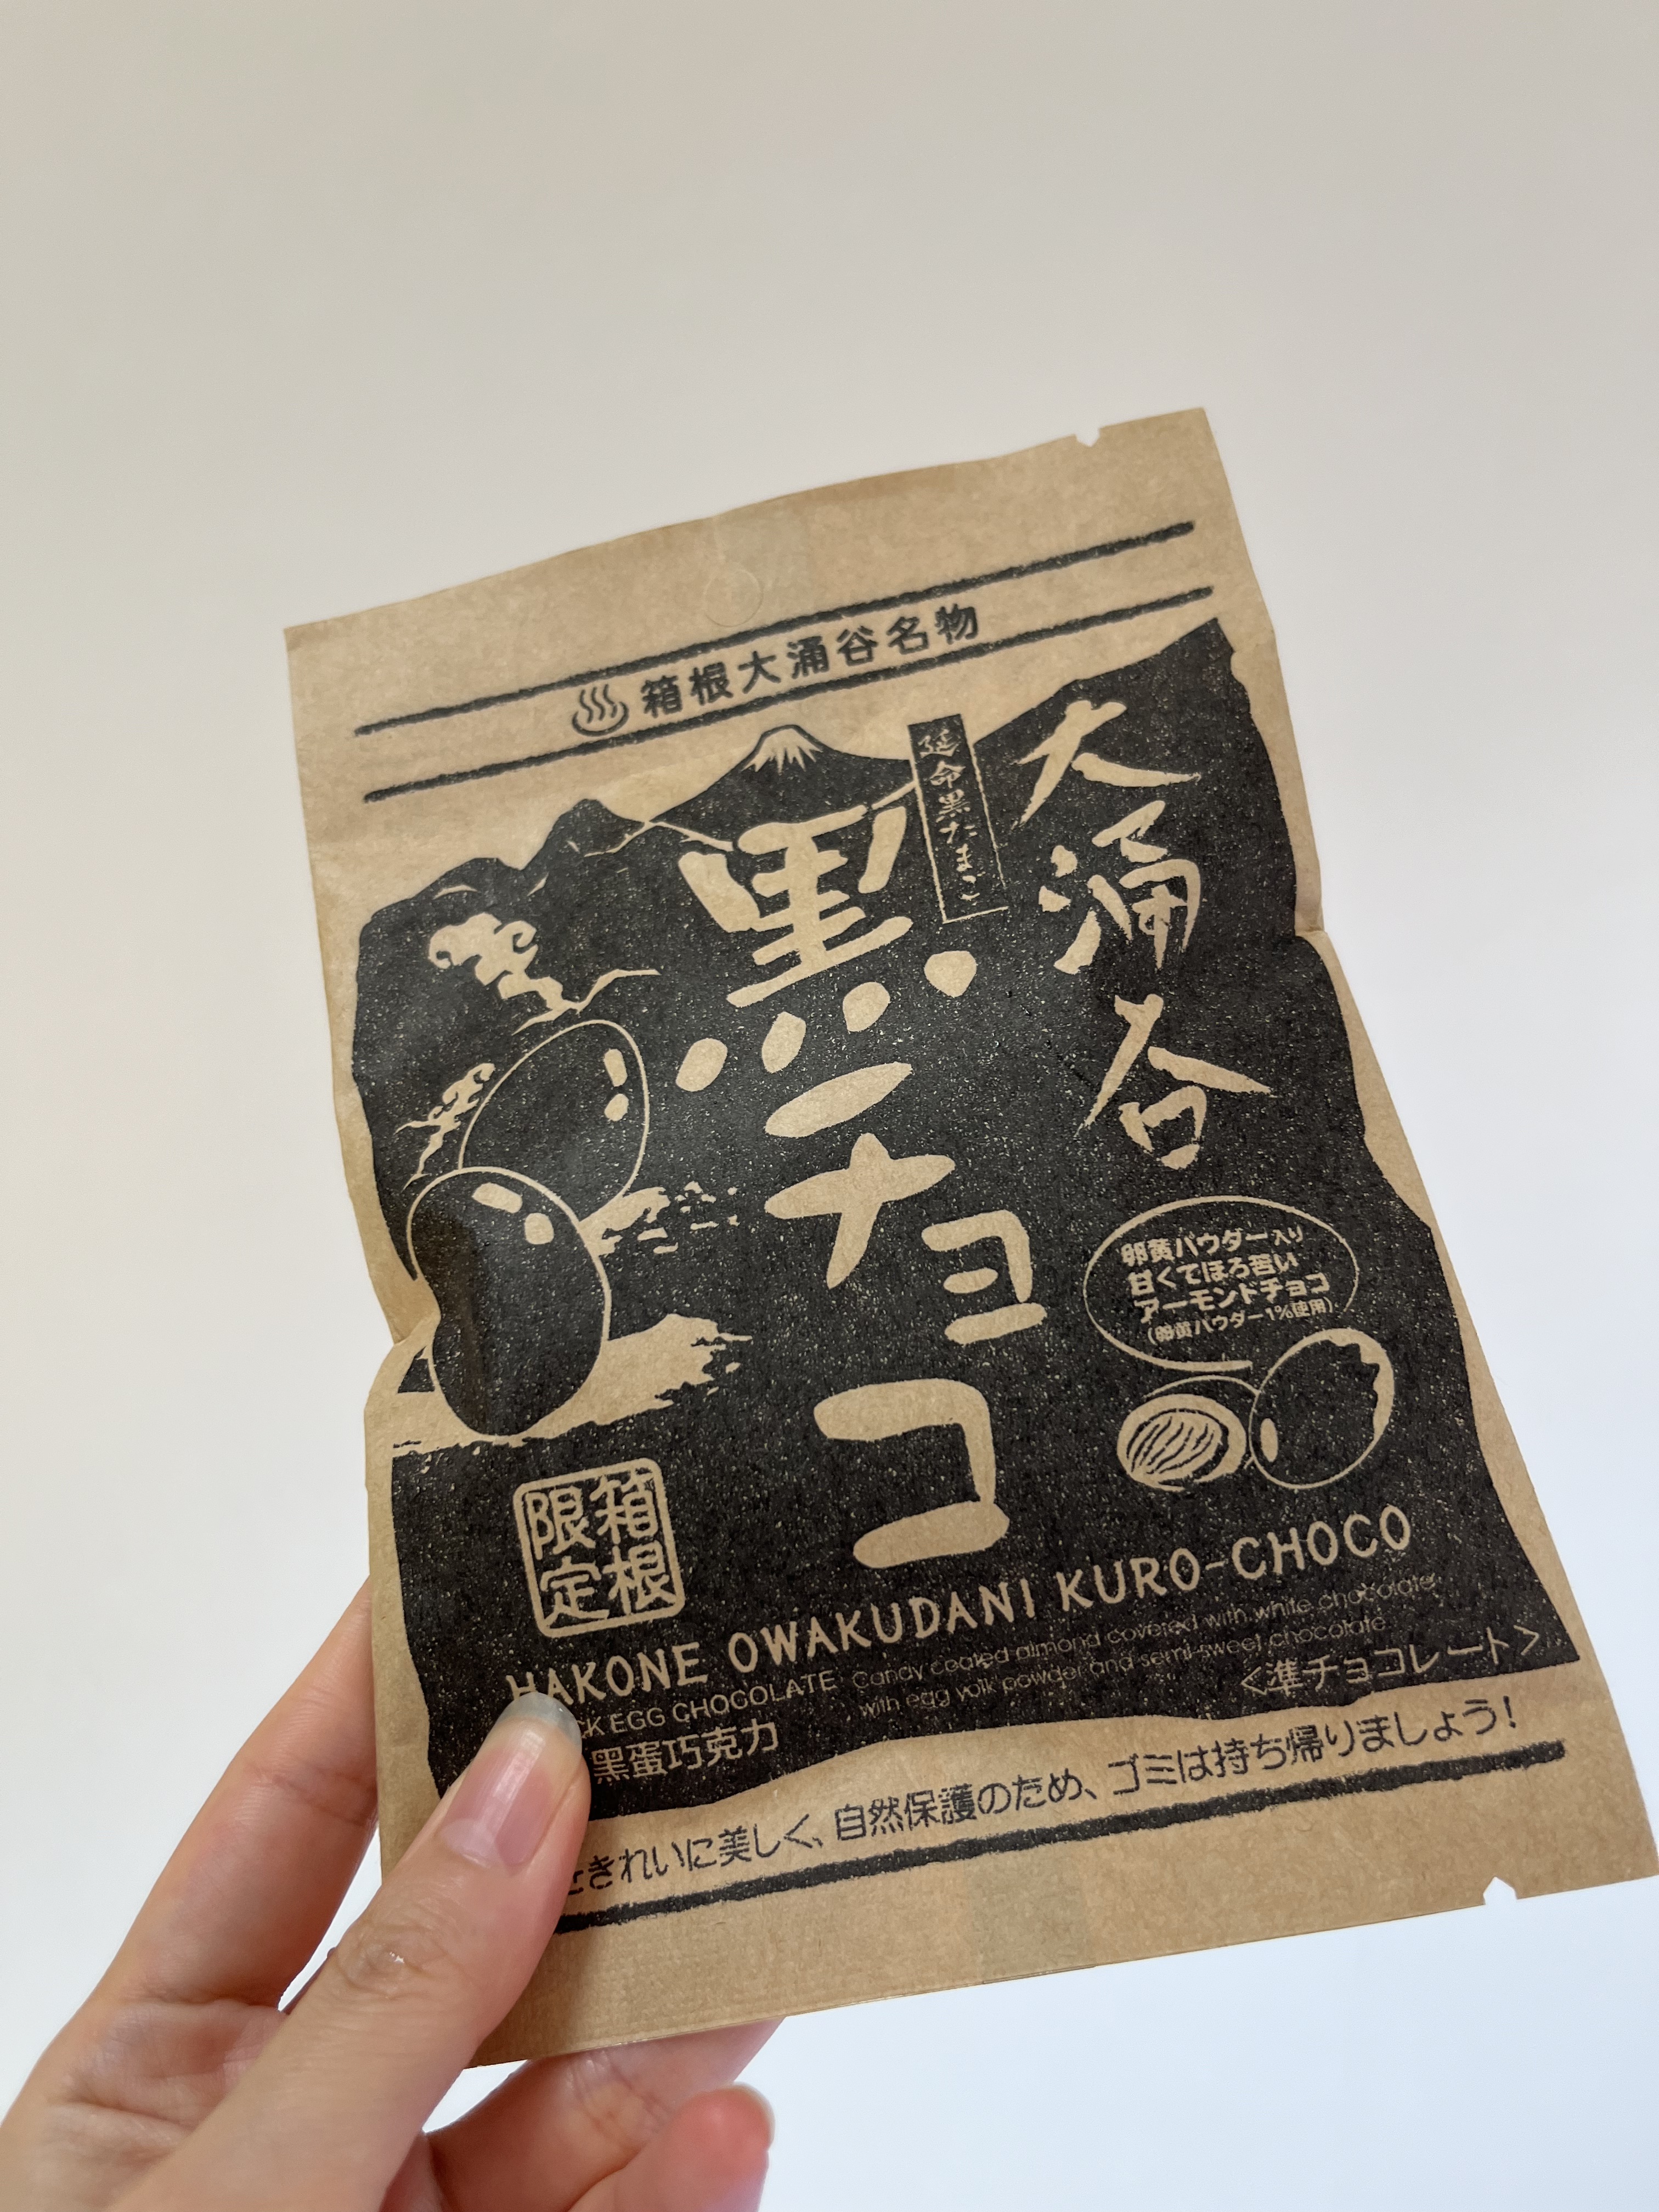 ♨箱根大涌谷名物
大涌谷
延命黒たまご
黒チョコ
卵黄パウダー入り
甘くてほろ苦い
アーモンドチョコ
(卵黄パウダー1%使用)
箱根
限定
HAKONE OWAKUDANI KURO-CHOCO
EGG CHOCOLATE
Candy coated almond covered with white chocolate
with egg yolk powder and semi-sweet chocolate.
黑蛋巧克力
<準チョコレート>
きれいに美しく、自然保護のため、ゴミは持ち帰りましょう!